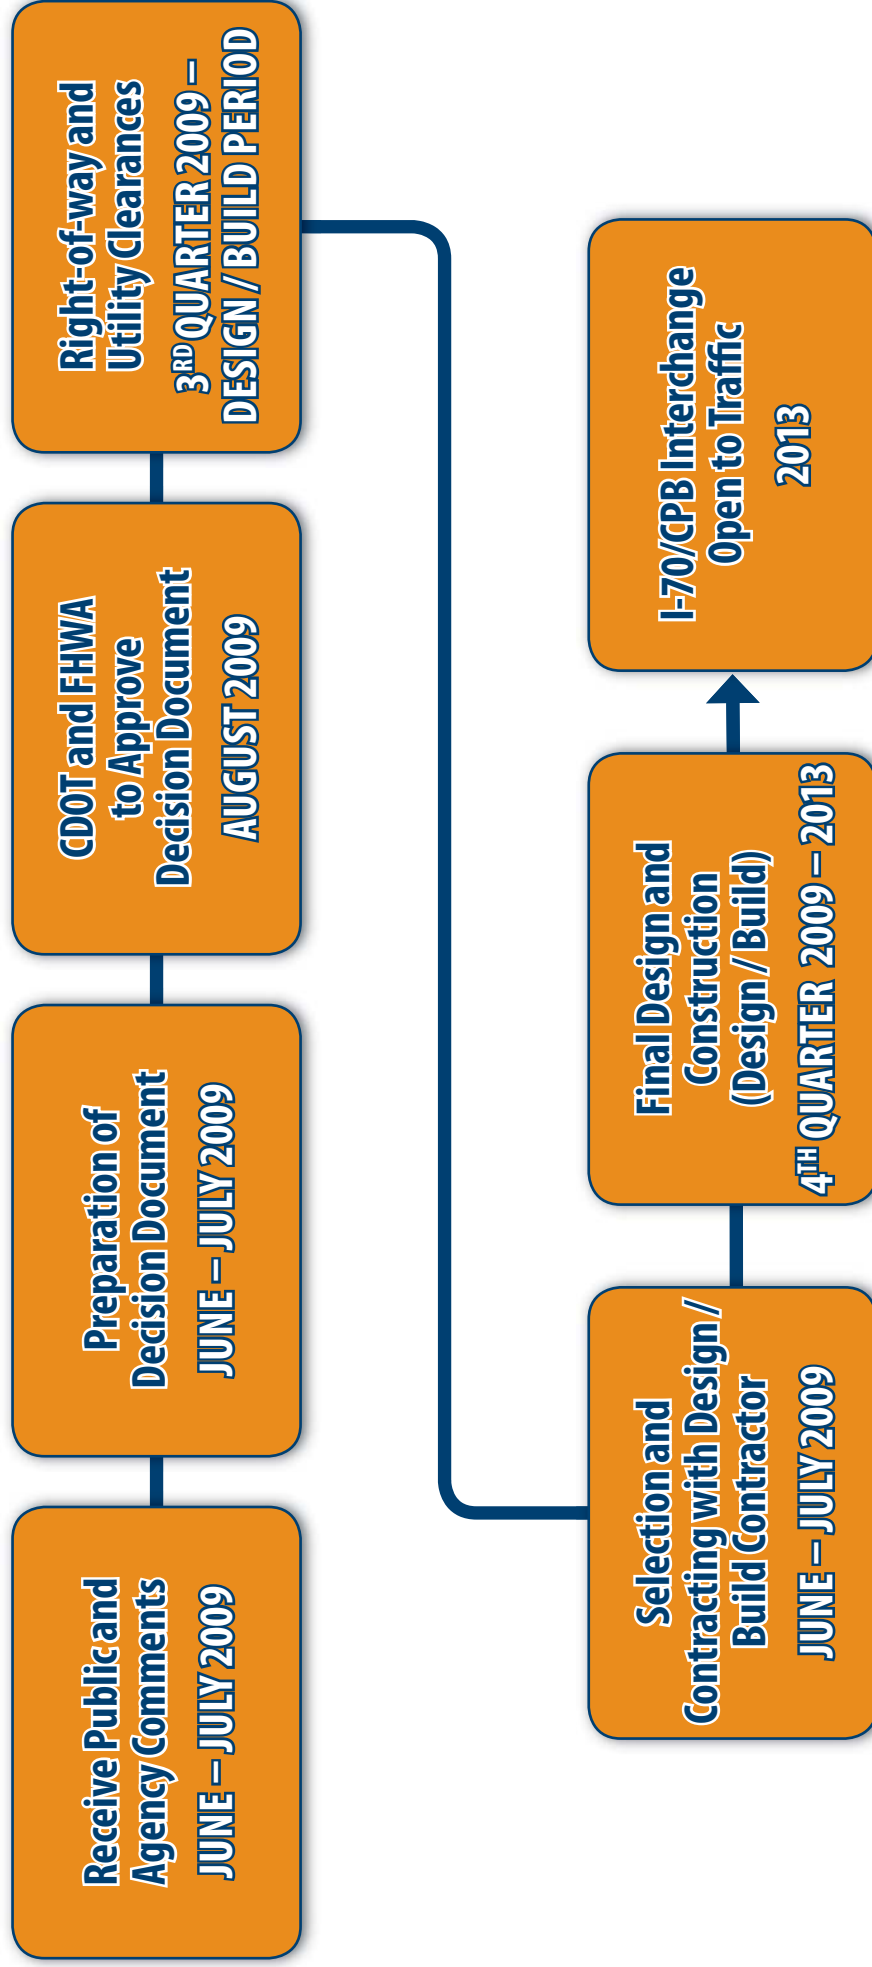 Receive Public and
Agency Comments
JUNE – JULY 2009
Preparation of
Decision Document
JUNE – JULY 2009
CDOT and FHWA
to Approve
Decision Document
AUGUST 2009
Right-of-way and
Utility Clearances
3RD QUARTER 2009 –
DESIGN / BUILD PERIOD
Selection and
Contracting with Design /
Build Contractor
JUNE – JULY 2009
Final Design and
Construction
(Design / Build)
4TH QUARTER 2009 – 2013
I-70/CPB Interchange
Open to Traffic
2013